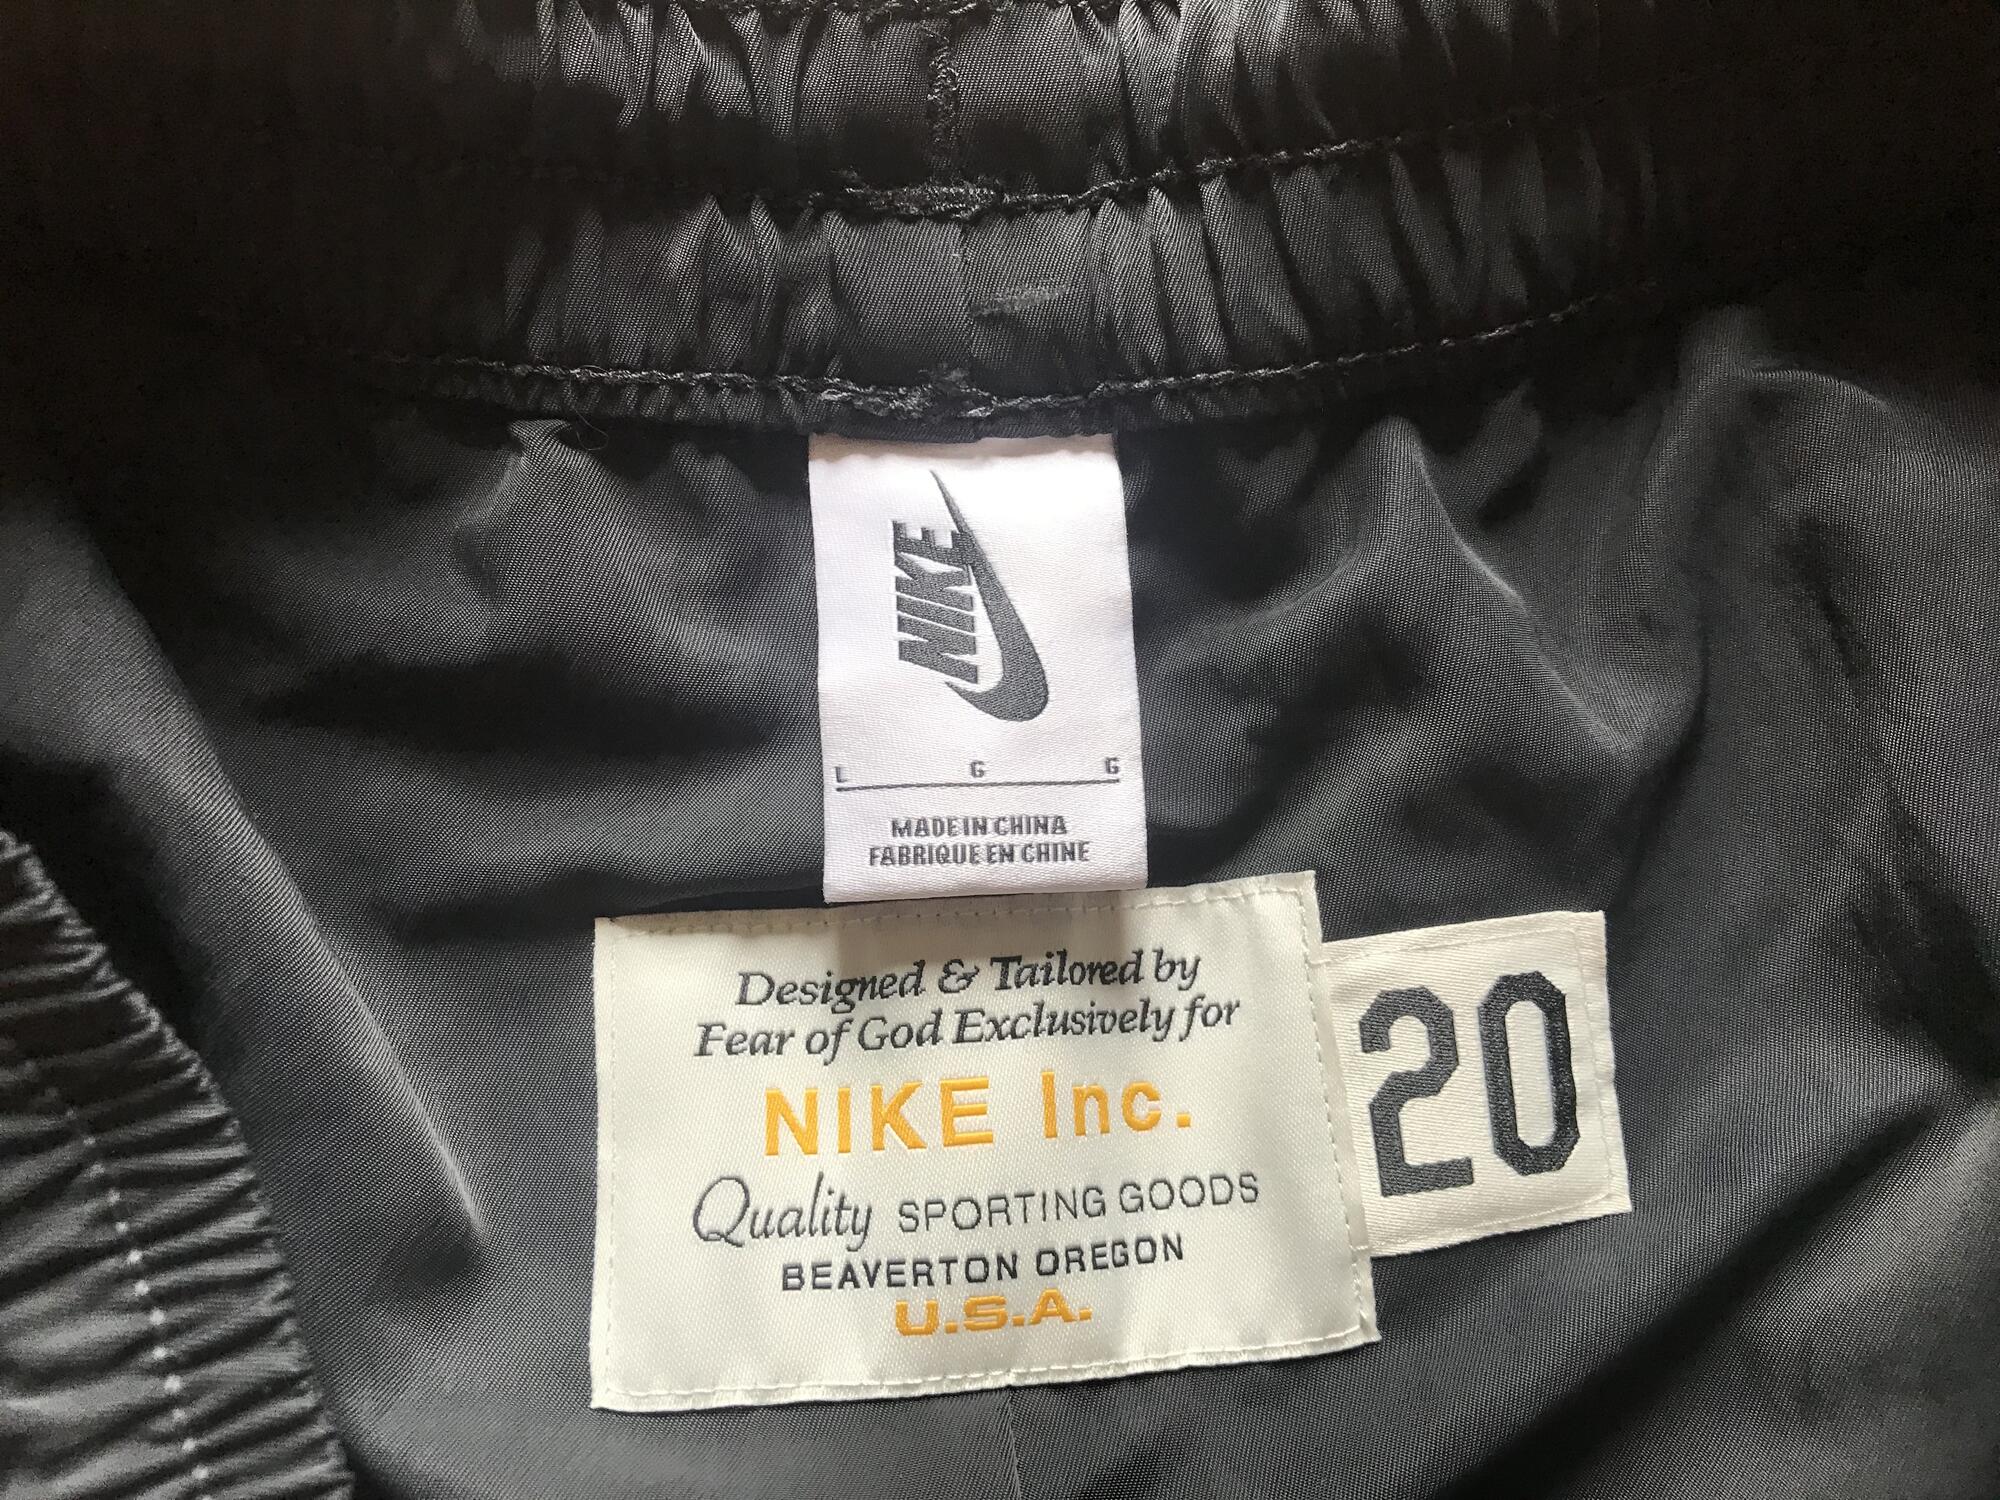 NIKE
L G G
MADE IN CHINA
FABRIQUE EN CHINE
Designed & Tailored by
Fear of God Exclusively for
NIKE Inc.
Quality SPORTING GOODS
BEAVERTON OREGON
U.S.A.
20